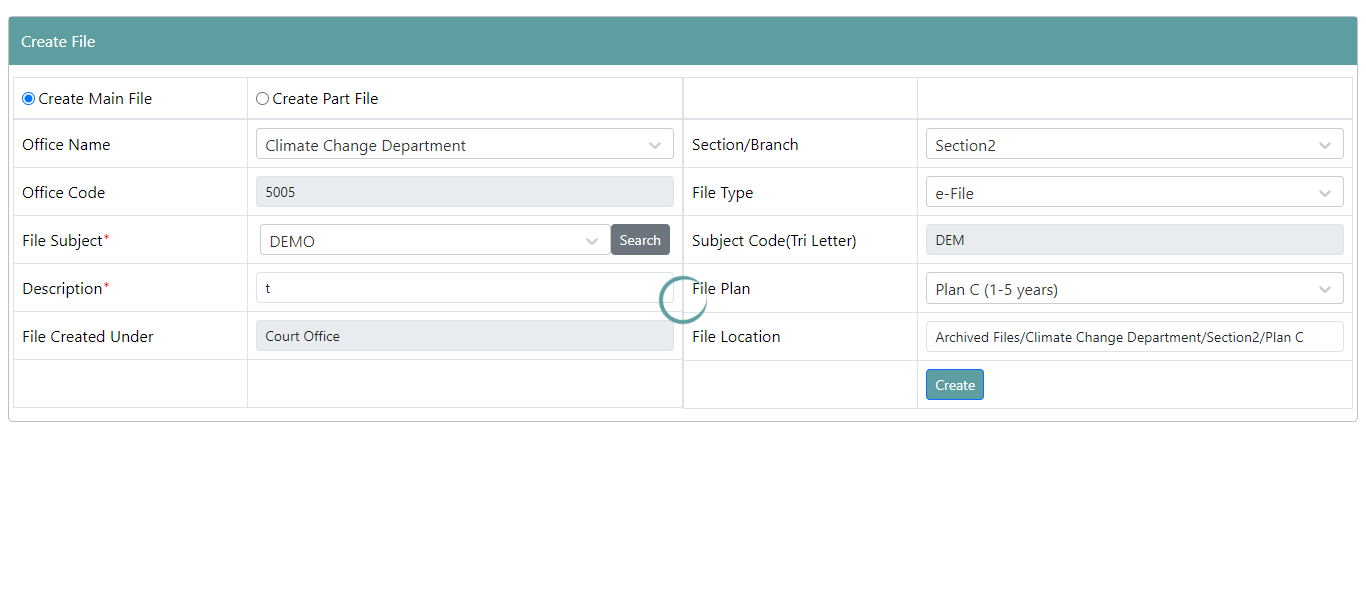 Create File
Create Main File Create Part File
Office Name Climate Change Department Section/Branch Section2
Office Code 5005 File Type e-File
File Subject* DEMO Search Subject Code(Tri Letter) DEM
Description* t File Plan Plan C (1-5 years)
File Created Under Court Office File Location Archived Files/Climate Change Department/Section2/Plan C
Create